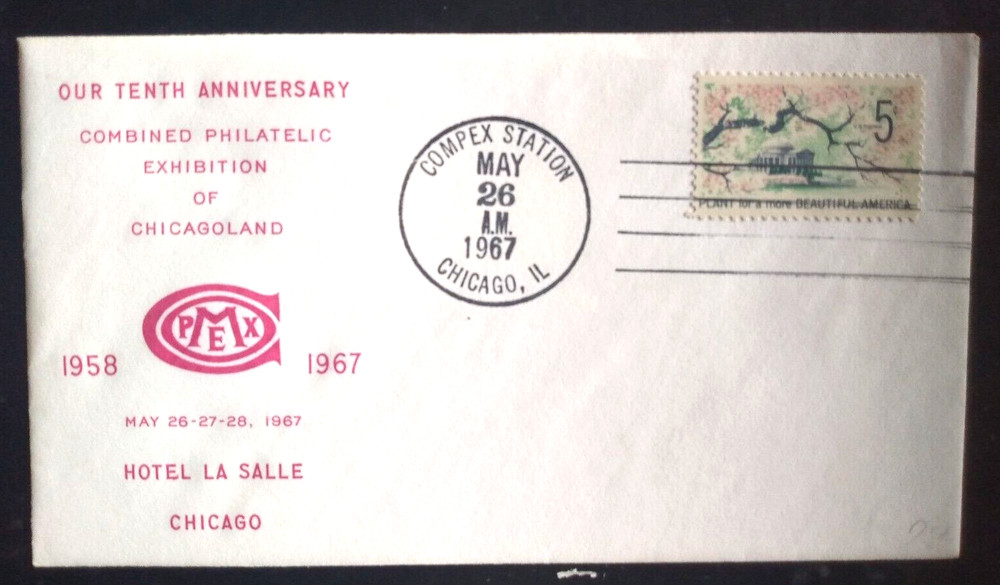 OUR TENTH ANNIVERSARY
COMBINED PHILATELIC
EXHIBITION
OF
CHICAGOLAND
COMPEX
1958
1967
MAY 26-27-28, 1967
HOTEL LA SALLE
CHICAGO
COMPEX STATION
MAY
26
A.M.
1967
CHICAGO, IL
5
PLANT for a more BEAUTIFUL AMERICA